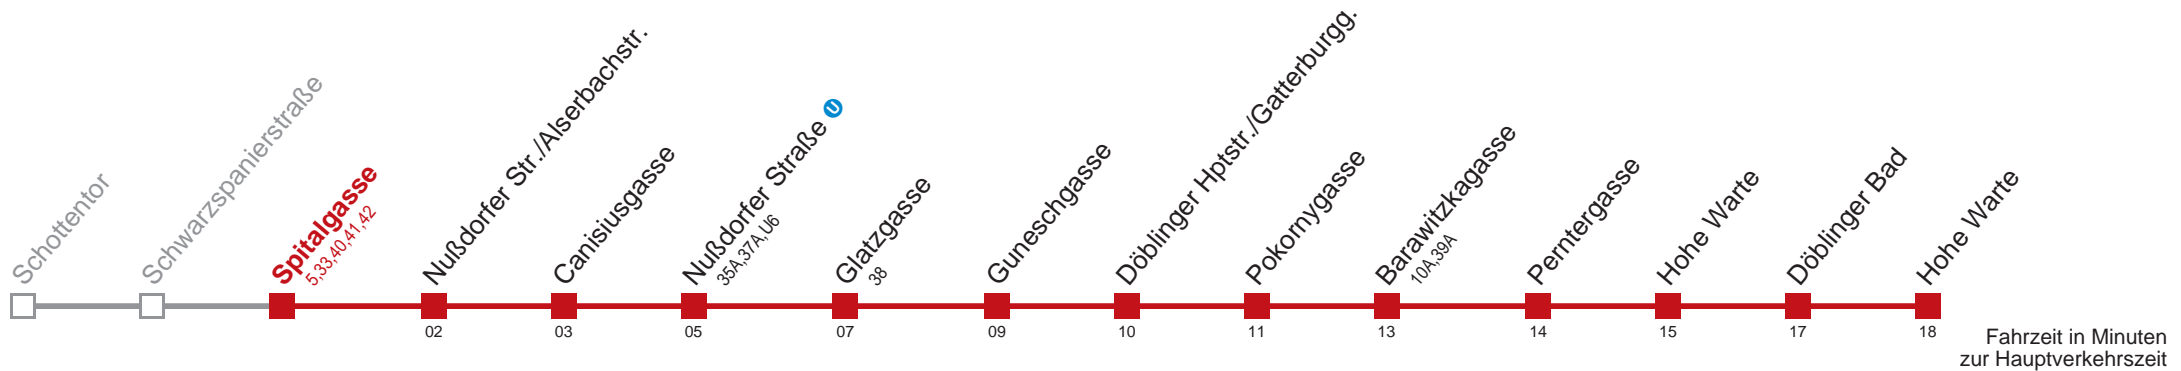 Schottentor
Schwarzspanierstraße
Spitalgasse
5,33,40,41,42
Nußdorfer Str./Alserbachstr.
02
Canisiusgasse
03
Nußdorfer Straße U
35A,37A,U6
05
Glatzgasse
38
07
Guneschgasse
09
Döblinger Hptstr./Gatterburgg.
10
Pokornygasse
11
Barawitzkagasse
10A,39A
13
Perntergasse
14
Hohe Warte
15
Döblinger Bad
17
Hohe Warte
18
Fahrzeit in Minuten
zur Hauptverkehrszeit